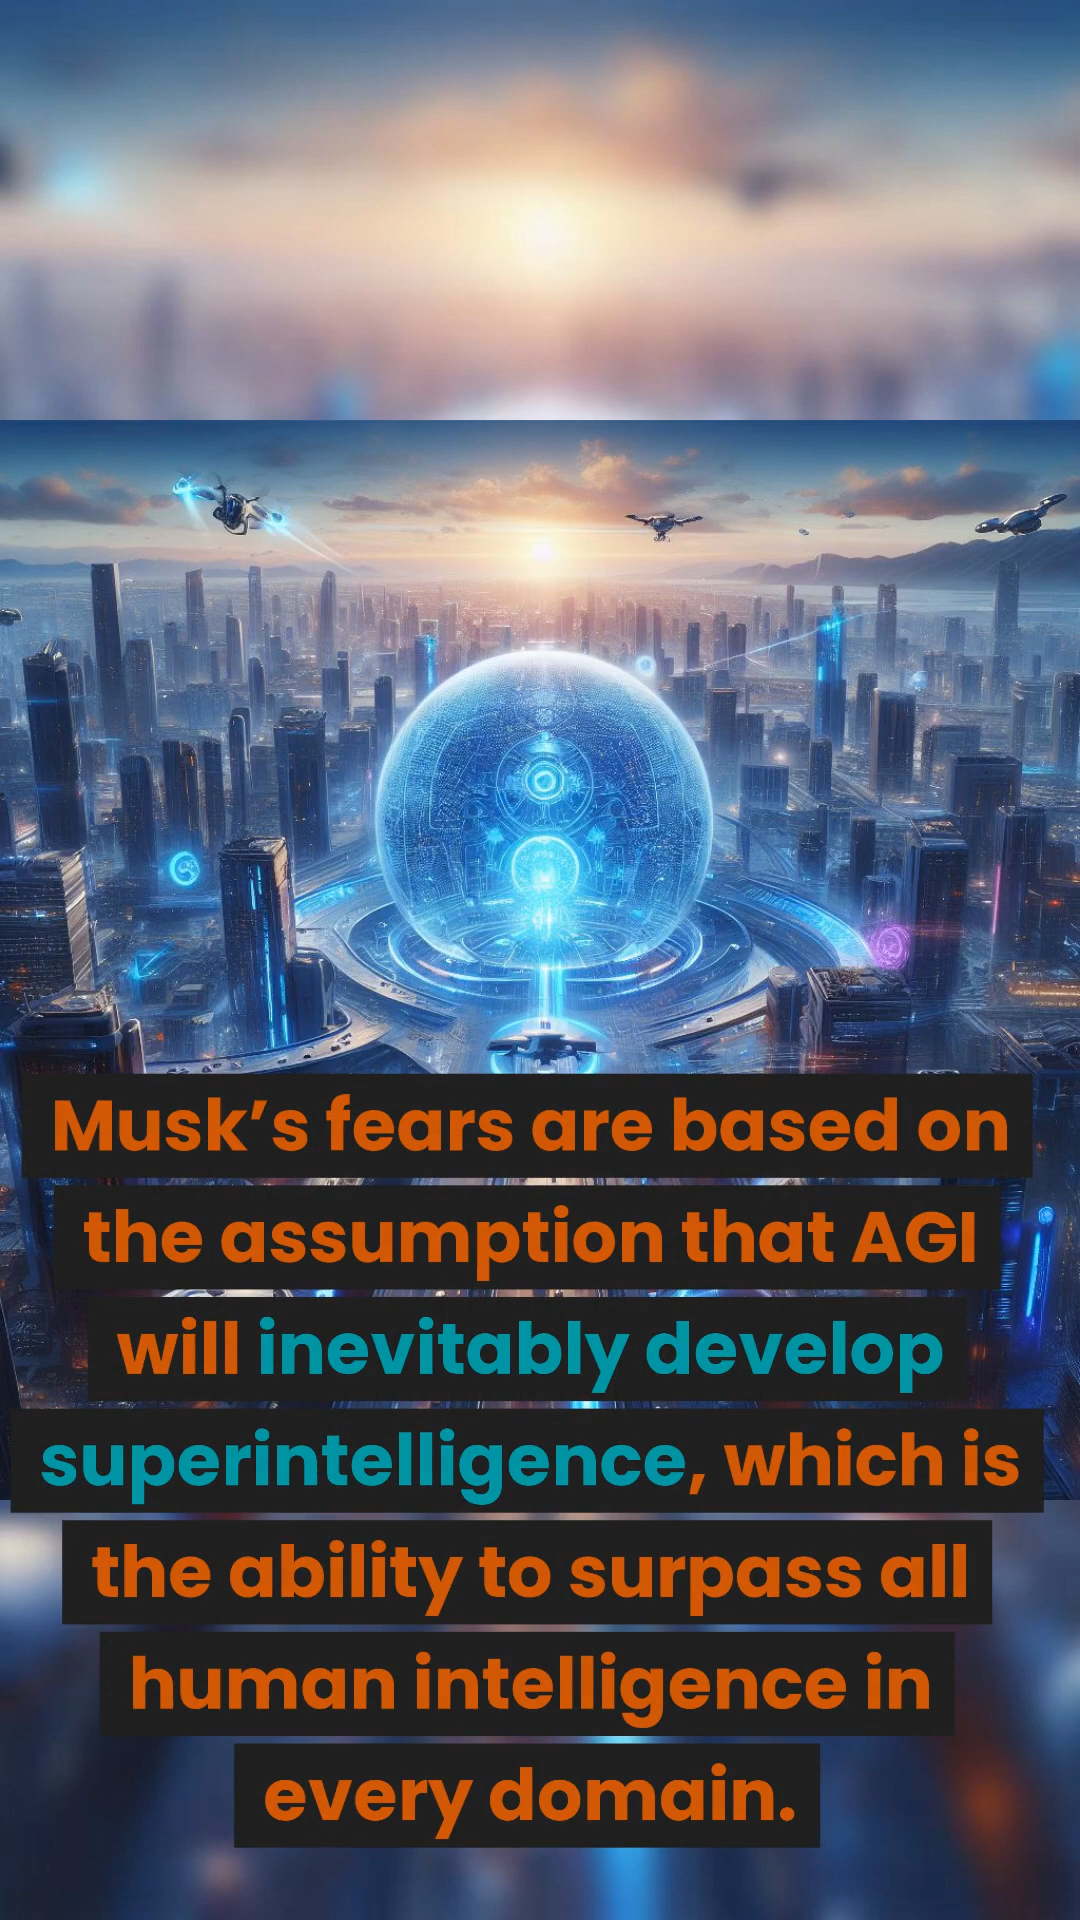 Musk’s fears are based on
the assumption that AGI
will inevitably develop
superintelligence, which is
the ability to surpass all
human intelligence in
every domain.